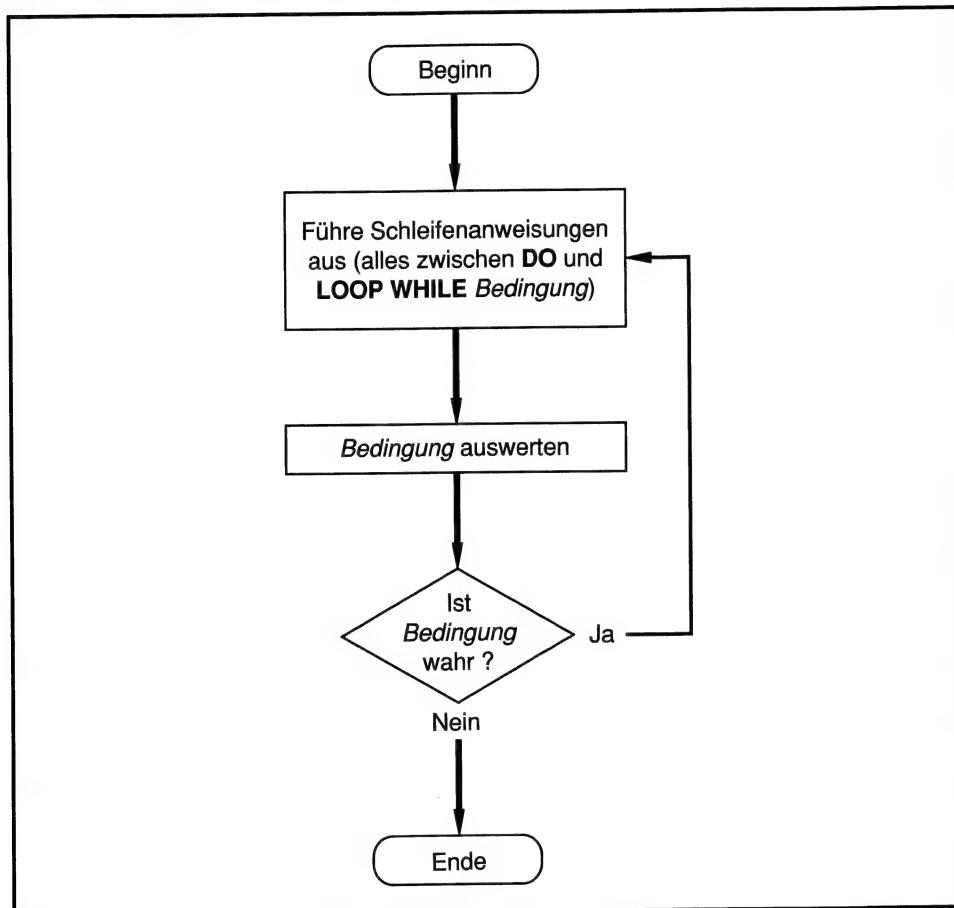 Beginn
Führe Schleifenanweisungen
aus (alles zwischen DO und
LOOP WHILE Bedingung)
Bedingung auswerten
Ist
Bedingung
wahr ?
Ja
Nein
Ende